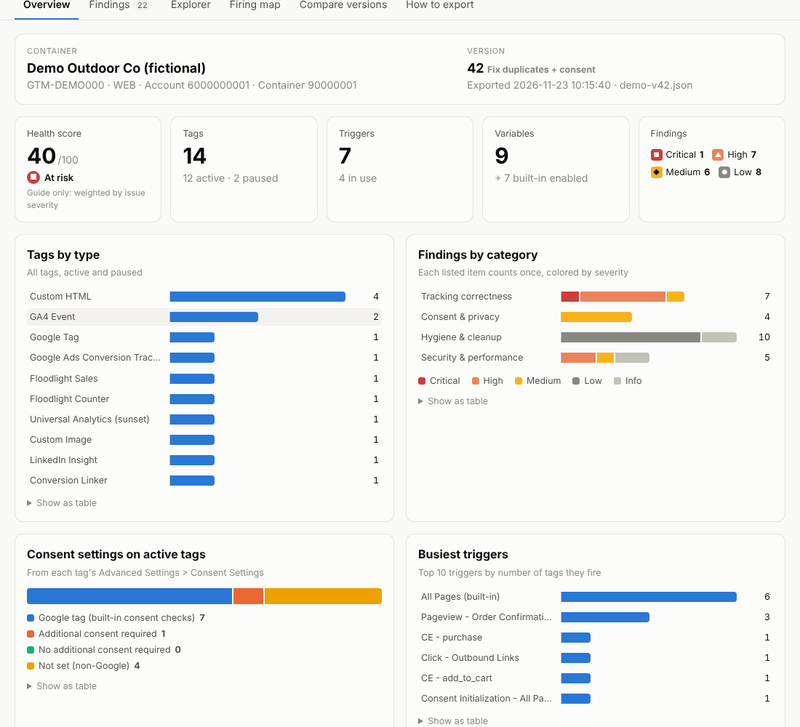 Overview Findings 22 Explorer Firing map Compare versions How to export
CONTAINER
Demo Outdoor Co (fictional)
GTM-DEMO000 · WEB · Account 6000000001 · Container 90000001
VERSION
42 Fix duplicates + consent
Exported 2026-11-23 10:15:40 · demo-v42.json
Health score
40 /100
At risk
Guide only: weighted by issue
severity
Tags
14
12 active · 2 paused
Triggers
7
4 in use
Variables
9
+ 7 built-in enabled
Findings
Critical 1 High 7
Medium 6 Low 8
Tags by type
All tags, active and paused
Custom HTML 4
GA4 Event 2
Google Tag 1
Google Ads Conversion Trac... 1
Floodlight Sales 1
Floodlight Counter 1
Universal Analytics (sunset) 1
Custom Image 1
LinkedIn Insight 1
Conversion Linker 1
Show as table
Findings by category
Each listed item counts once, colored by severity
Tracking correctness 7
Consent & privacy 4
Hygiene & cleanup 10
Security & performance 5
Critical High Medium Low Info
Show as table
Consent settings on active tags
From each tag's Advanced Settings > Consent Settings
Google tag (built-in consent checks) 7
Additional consent required 1
No additional consent required 0
Not set (non-Google) 4
Show as table
Busiest triggers
Top 10 triggers by number of tags they fire
All Pages (built-in) 6
Pageview - Order Confirmati... 3
CE - purchase 1
Click - Outbound Links 1
CE - add_to_cart 1
Consent Initialization - All Pa... 1
Show as table